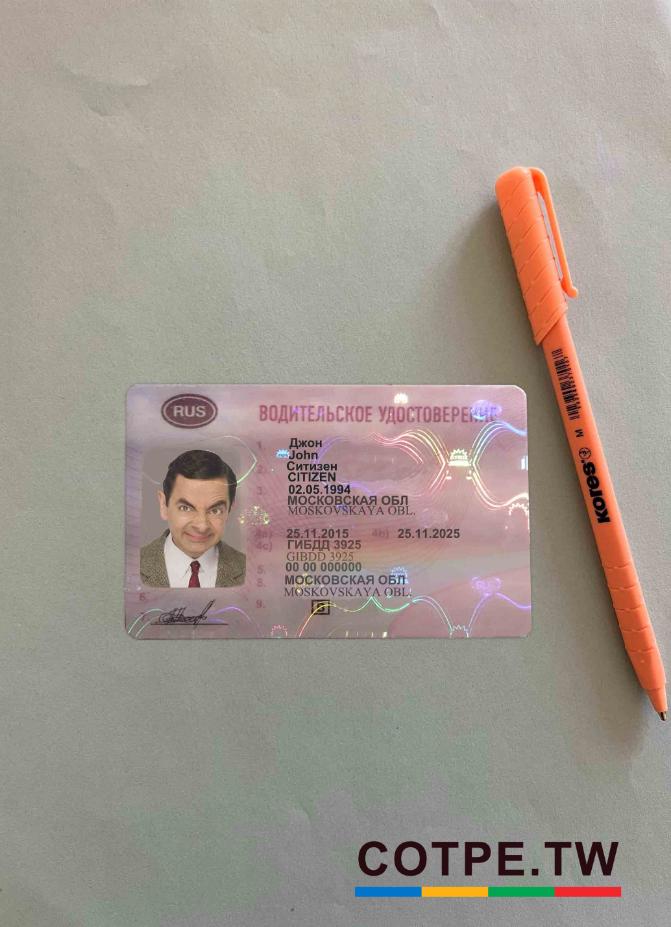 RUS
ВОДИТЕЛЬСКОЕ УДОСТОВЕРЕНИЕ
1.
Джон
John
2.
Ситизен
CITIZEN
3.
02.05.1994
МОСКОВСКАЯ ОБЛ
MOSKOVSKAYA OBL.
4a)
25.11.2015
4b)
25.11.2025
4c)
ГИБДД 3925
GIBDD 3925
5.
00 00 000000
8.
МОСКОВСКАЯ ОБЛ.
MOSKOVSKAYA OBL.
6.
9.
B
RUS
kores
M
COTPE.TW